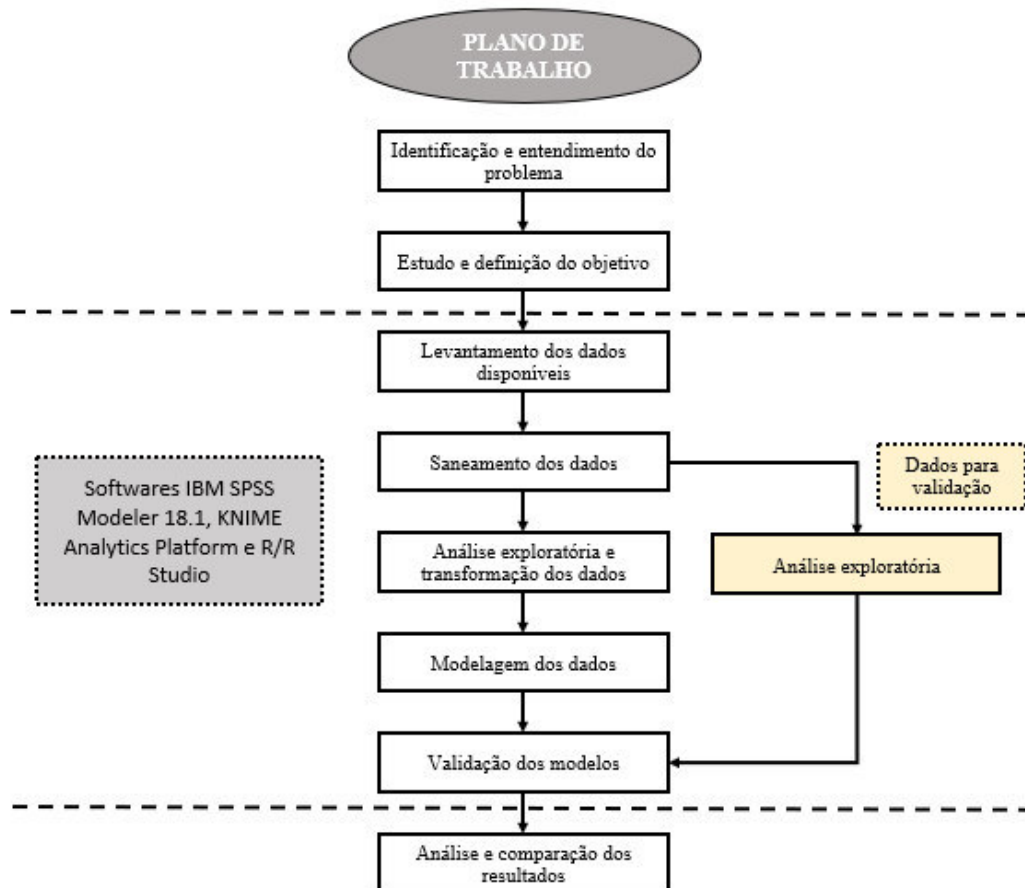 PLANO DE
TRABALHO
Identificação e entendimento do
problema
Estudo e definição do objetivo
Levantamento dos dados
disponíveis
Saneamento dos dados
Dados para
validação
Softwares IBM SPSS
Modeler 18.1, KNIME
Analytics Platform e R/R
Studio
Análise exploratória e
transformação dos dados
Análise exploratória
Modelagem dos dados
Validação dos modelos
Análise e comparação dos
resultados